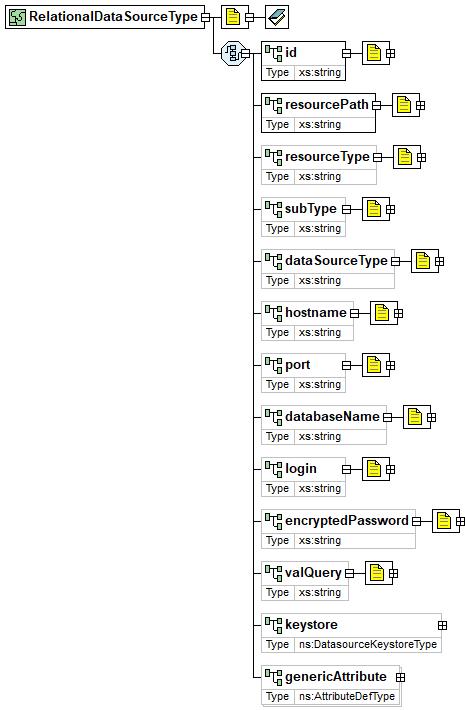 RelationalDataSourceType
id
Type xs:string
resourcePath
Type xs:string
resourceType
Type xs:string
subType
Type xs:string
dataSourceType
Type xs:string
hostname
Type xs:string
port
Type xs:string
databaseName
Type xs:string
login
Type xs:string
encryptedPassword
Type xs:string
valQuery
Type xs:string
keystore
Type ns:DatasourceKeystoreType
genericAttribute
Type ns:AttributeDefType